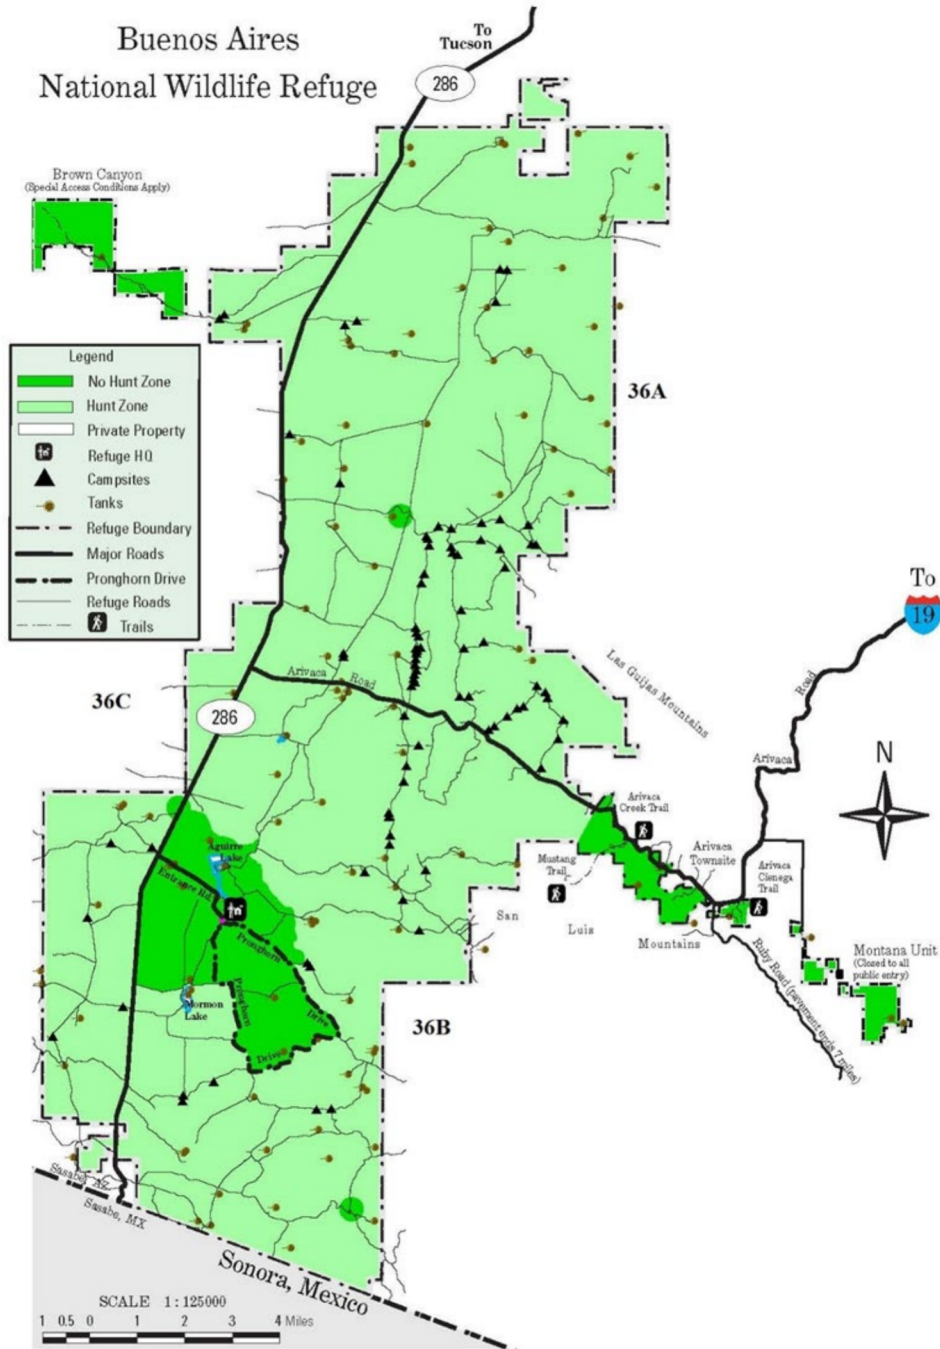 Buenos Aires
National Wildlife Refuge
To
Tucson
286
Brown Canyon
(Special Access Conditions Apply)
Legend
No Hunt Zone
Hunt Zone
Private Property
Refuge HQ
Campsites
Tanks
Refuge Boundary
Major Roads
Pronghorn Drive
Refuge Roads
Trails
36A
To
19
Arivaca Road
Las Guijas Mountains
36C
286
Arivaca Road
N
Arivaca
Creek Trail
Arivaca
Townsite
Mustang
Trail
Arivaca
Cienega
Trail
Aguirre
Lake
Entrance Rd.
San Luis Mountains
Montana Unit
(Closed to all
public entry)
Ruby Road (pavement ends 7 miles)
Pronghorn Drive
Pronghorn Drive
Mormon
Lake
36B
Sasabe, AZ
Sasabe, MX
Sonora, Mexico
SCALE 1:125000
1 0.5 0 1 2 3 4 Miles